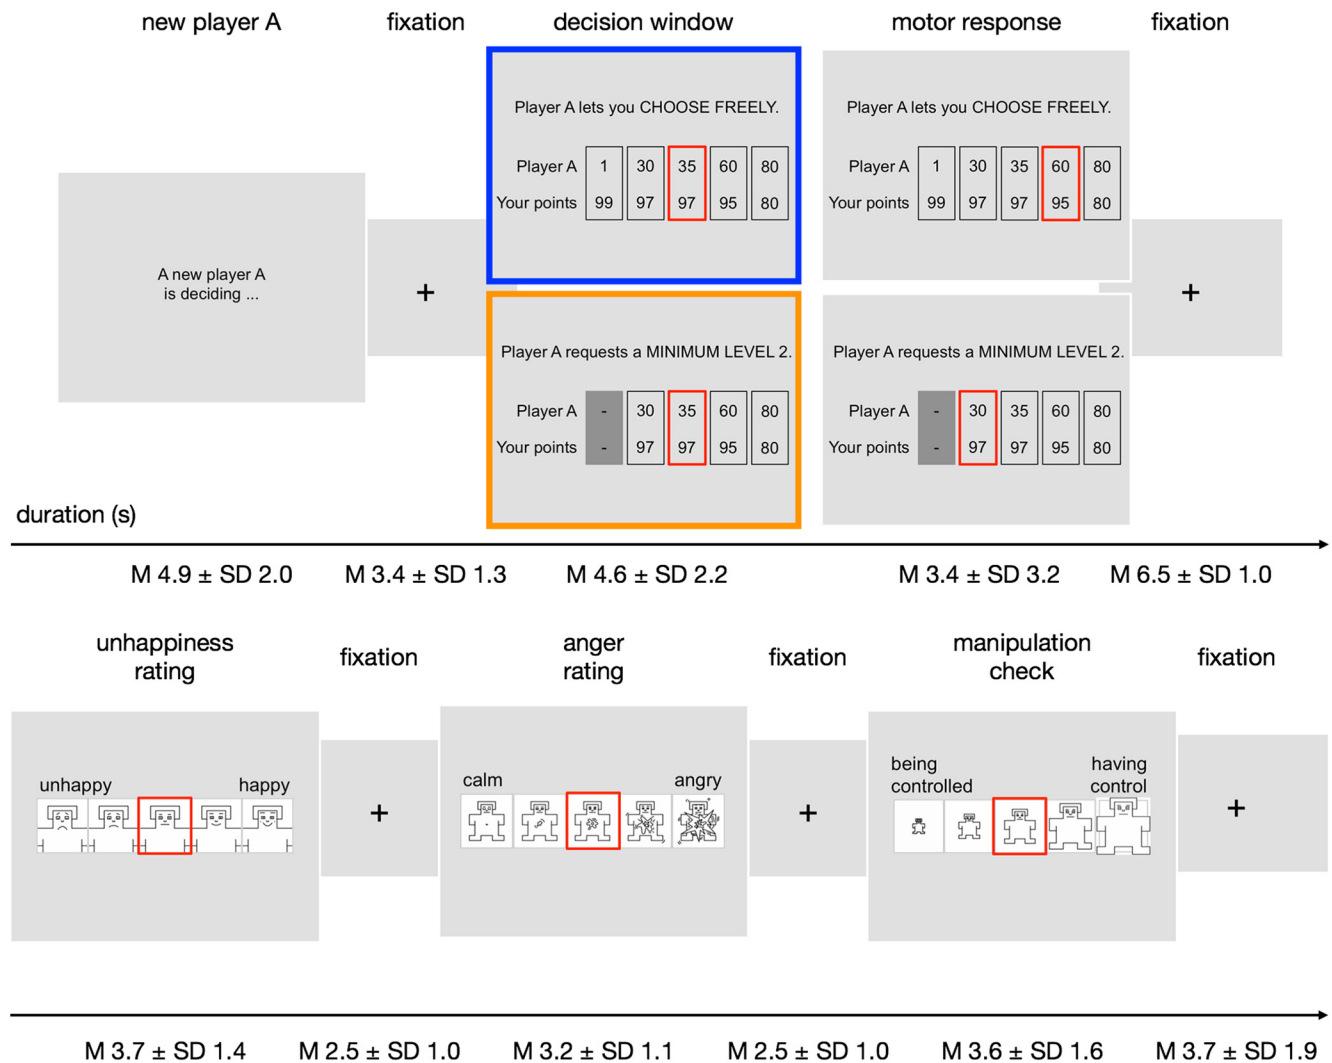 new player A
fixation
decision window
motor response
fixation
A new player A
is deciding ...
+
Player A lets you CHOOSE FREELY.
Player A 1 30 35 60 80
Your points 99 97 97 95 80
Player A lets you CHOOSE FREELY.
Player A 1 30 35 60 80
Your points 99 97 97 95 80
Player A requests a MINIMUM LEVEL 2.
Player A - 30 35 60 80
Your points - 97 97 95 80
Player A requests a MINIMUM LEVEL 2.
Player A - 30 35 60 80
Your points - 97 97 95 80
+
duration (s)
M 4.9 ± SD 2.0
M 3.4 ± SD 1.3
M 4.6 ± SD 2.2
M 3.4 ± SD 3.2
M 6.5 ± SD 1.0
unhappiness
rating
fixation
anger
rating
fixation
manipulation
check
fixation
unhappy
happy
+
calm
angry
+
being
controlled
having
control
+
M 3.7 ± SD 1.4
M 2.5 ± SD 1.0
M 3.2 ± SD 1.1
M 2.5 ± SD 1.0
M 3.6 ± SD 1.6
M 3.7 ± SD 1.9